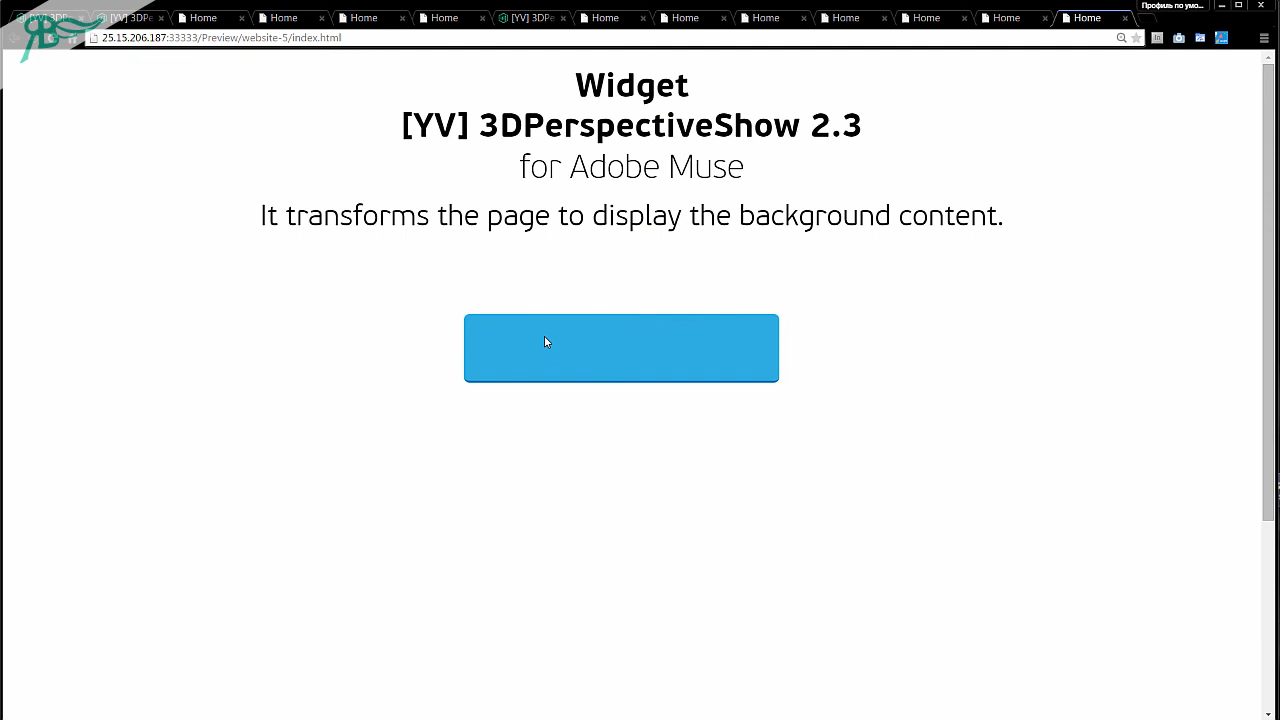 [YV] 3DPe Home Home Home Home [YV] 3DPe Home Home Home Home Home Home Home
Профиль по умо...
25.15.206.187:33333/Preview/website-5/index.html
Widget
[YV] 3DPerspectiveShow 2.3
for Adobe Muse
It transforms the page to display the background content.